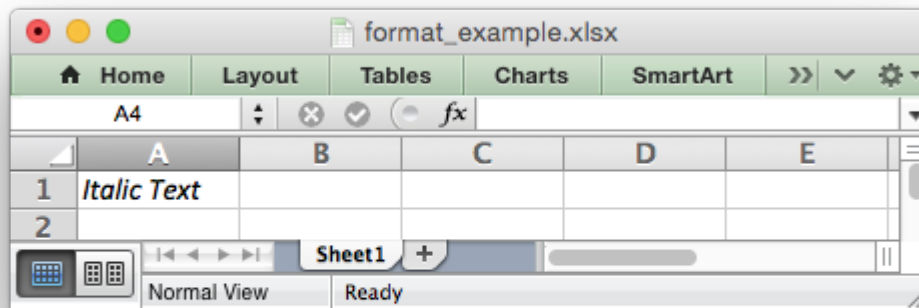 format_example.xlsx
Home Layout Tables Charts SmartArt
A4 fx
A B C D E
1 Italic Text
2
Sheet1 +
Normal View Ready